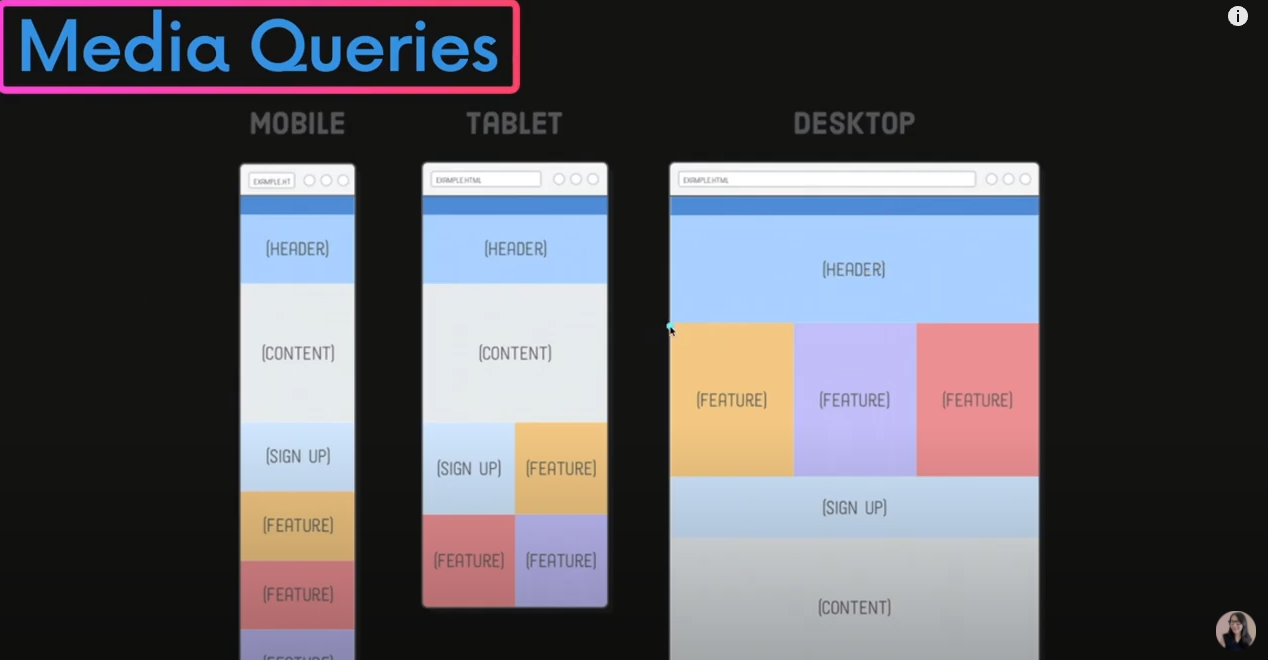 Media Queries
MOBILE
TABLET
DESKTOP
EXAMPLE.HT
EXAMPLE.HTML
EXAMPLE.HTML
(HEADER)
(HEADER)
(HEADER)
(CONTENT)
(CONTENT)
(FEATURE)
(FEATURE)
(FEATURE)
(SIGN UP)
(SIGN UP)
(FEATURE)
(SIGN UP)
(FEATURE)
(FEATURE)
(FEATURE)
(FEATURE)
(CONTENT)
(FEATURE)